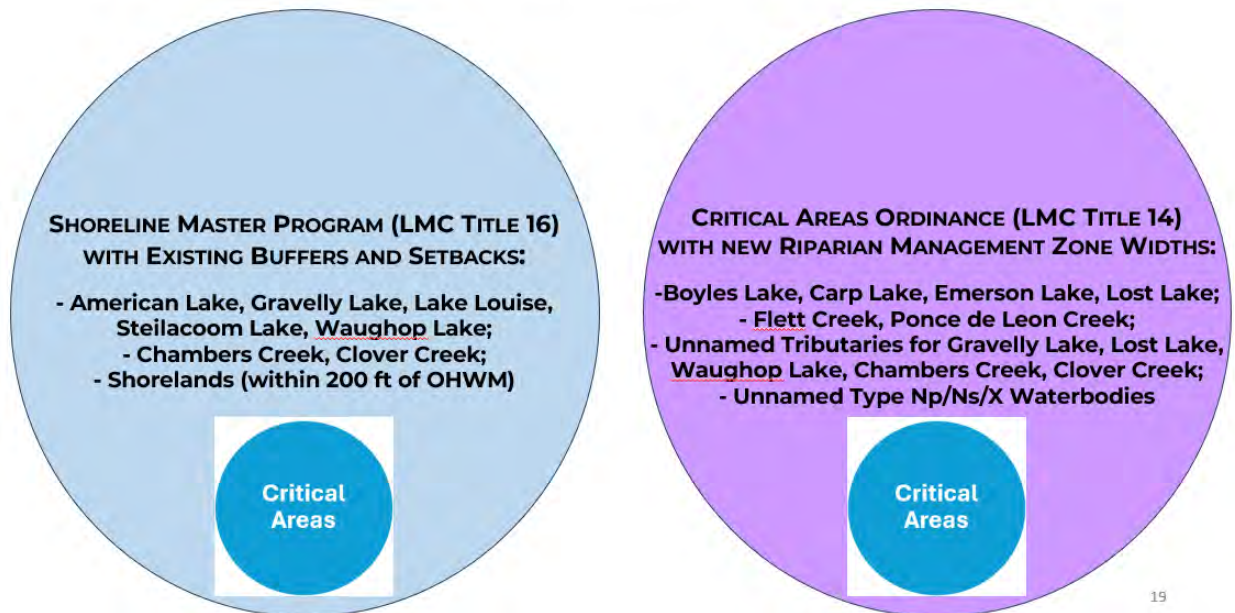 SHORELINE MASTER PROGRAM (LMC TITLE 16)
WITH EXISTING BUFFERS AND SETBACKS:
- American Lake, Gravelly Lake, Lake Louise,
Steilacoom Lake, Waughop Lake;
- Chambers Creek, Clover Creek;
- Shorelands (within 200 ft of OHWM)
Critical
Areas
CRITICAL AREAS ORDINANCE (LMC TITLE 14)
WITH NEW RIPARIAN MANAGEMENT ZONE WIDTHS:
-Boyles Lake, Carp Lake, Emerson Lake, Lost Lake;
- Flett Creek, Ponce de Leon Creek;
- Unnamed Tributaries for Gravelly Lake, Lost Lake,
Waughop Lake, Chambers Creek, Clover Creek;
- Unnamed Type Np/Ns/X Waterbodies
Critical
Areas
19